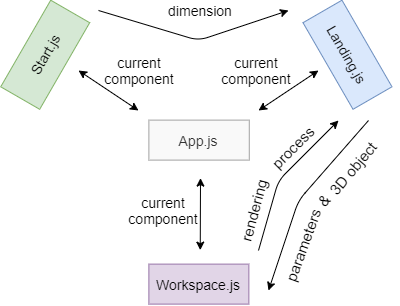 dimension
Start.js
Landing.js
current
component
current
component
App.js
rendering process
parameters & 3D object
current
component
Workspace.js